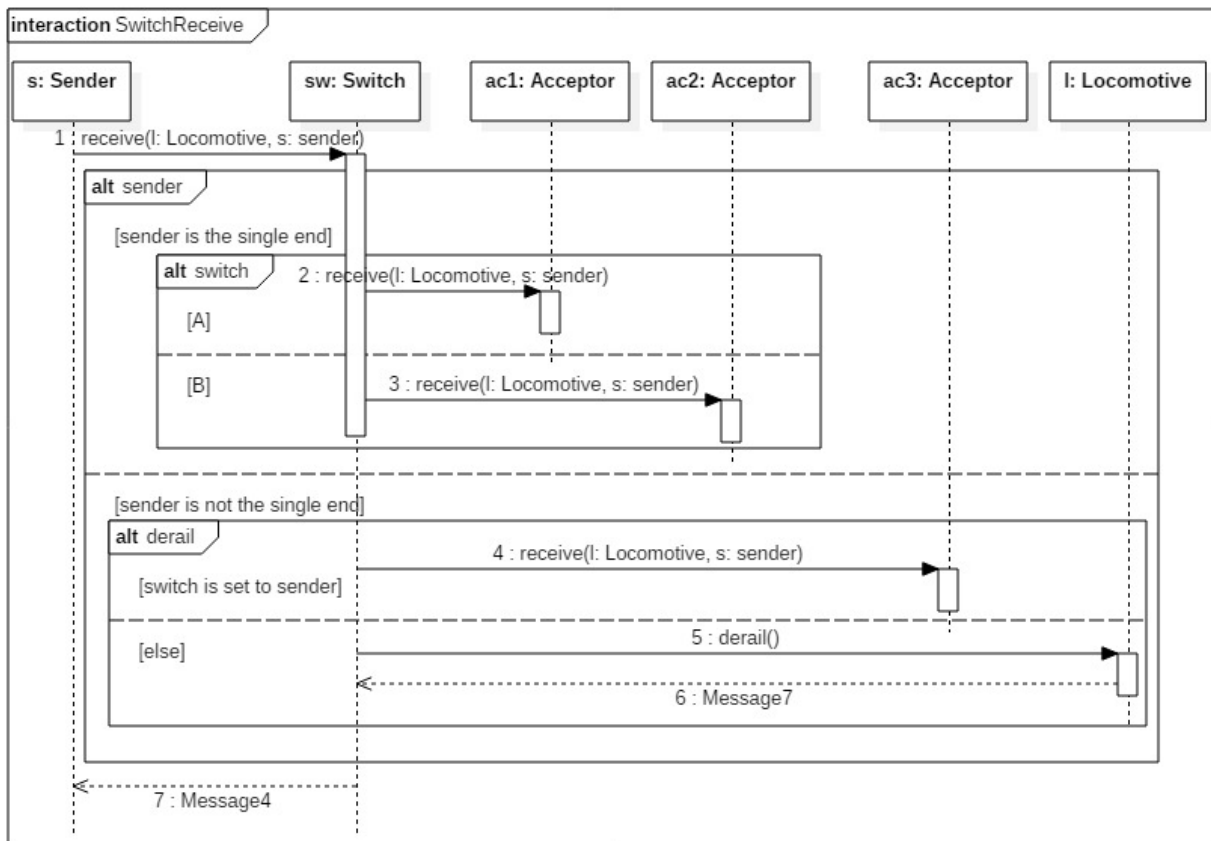 interaction SwitchReceive
s: Sender
sw: Switch
ac1: Acceptor
ac2: Acceptor
ac3: Acceptor
l: Locomotive
1 : receive(l: Locomotive, s: sender)
alt sender
[sender is the single end]
alt switch
2 : receive(l: Locomotive, s: sender)
[A]
[B]
3 : receive(l: Locomotive, s: sender)
[sender is not the single end]
alt derail
4 : receive(l: Locomotive, s: sender)
[switch is set to sender]
5 : derail()
[else]
6 : Message7
7 : Message4